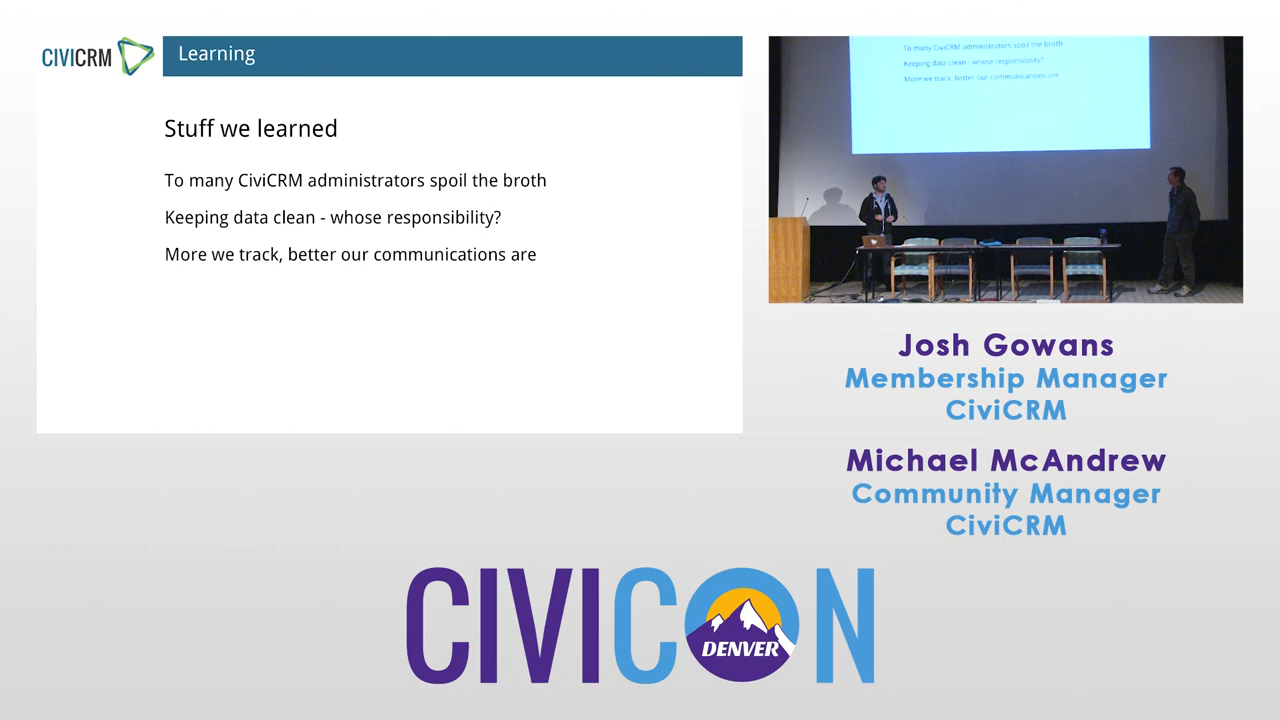 CIVICRM
Learning
Stuff we learned
To many CiviCRM administrators spoil the broth
Keeping data clean - whose responsibility?
More we track, better our communications are
To many CiviCRM administrators spoil the broth
Keeping data clean - whose responsibility?
More we track, better our communications are
Josh Gowans
Membership Manager
CiviCRM
Michael McAndrew
Community Manager
CiviCRM
CIVICON
DENVER